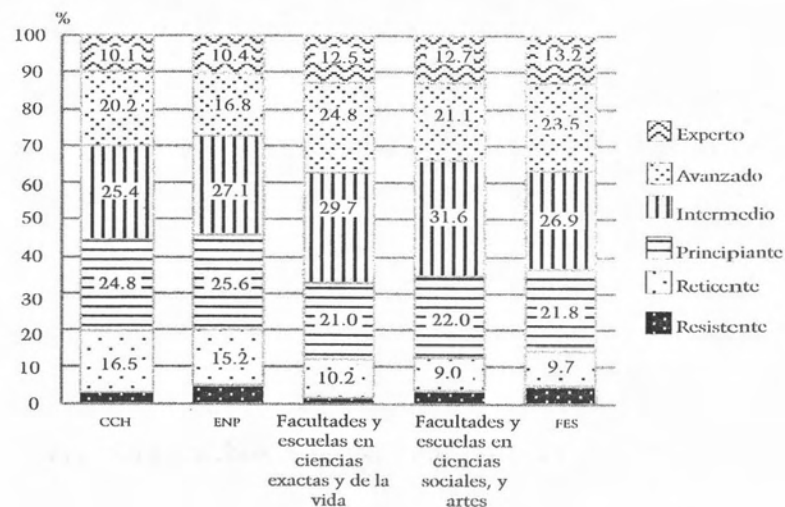 %
100
90
80
70
60
50
40
30
20
10
0
10.1
20.2
25.4
24.8
16.5
10.4
16.8
27.1
25.6
15.2
12.5
24.8
29.7
21.0
10.2
12.7
21.1
31.6
22.0
9.0
13.2
23.5
26.9
21.8
9.7
CCH
ENP
Facultades y
escuelas en
ciencias
exactas y de la
vida
Facultades y
escuelas en
ciencias
sociales, y
artes
FES
Experto
Avanzado
Intermedio
Principiante
Reticente
Resistente